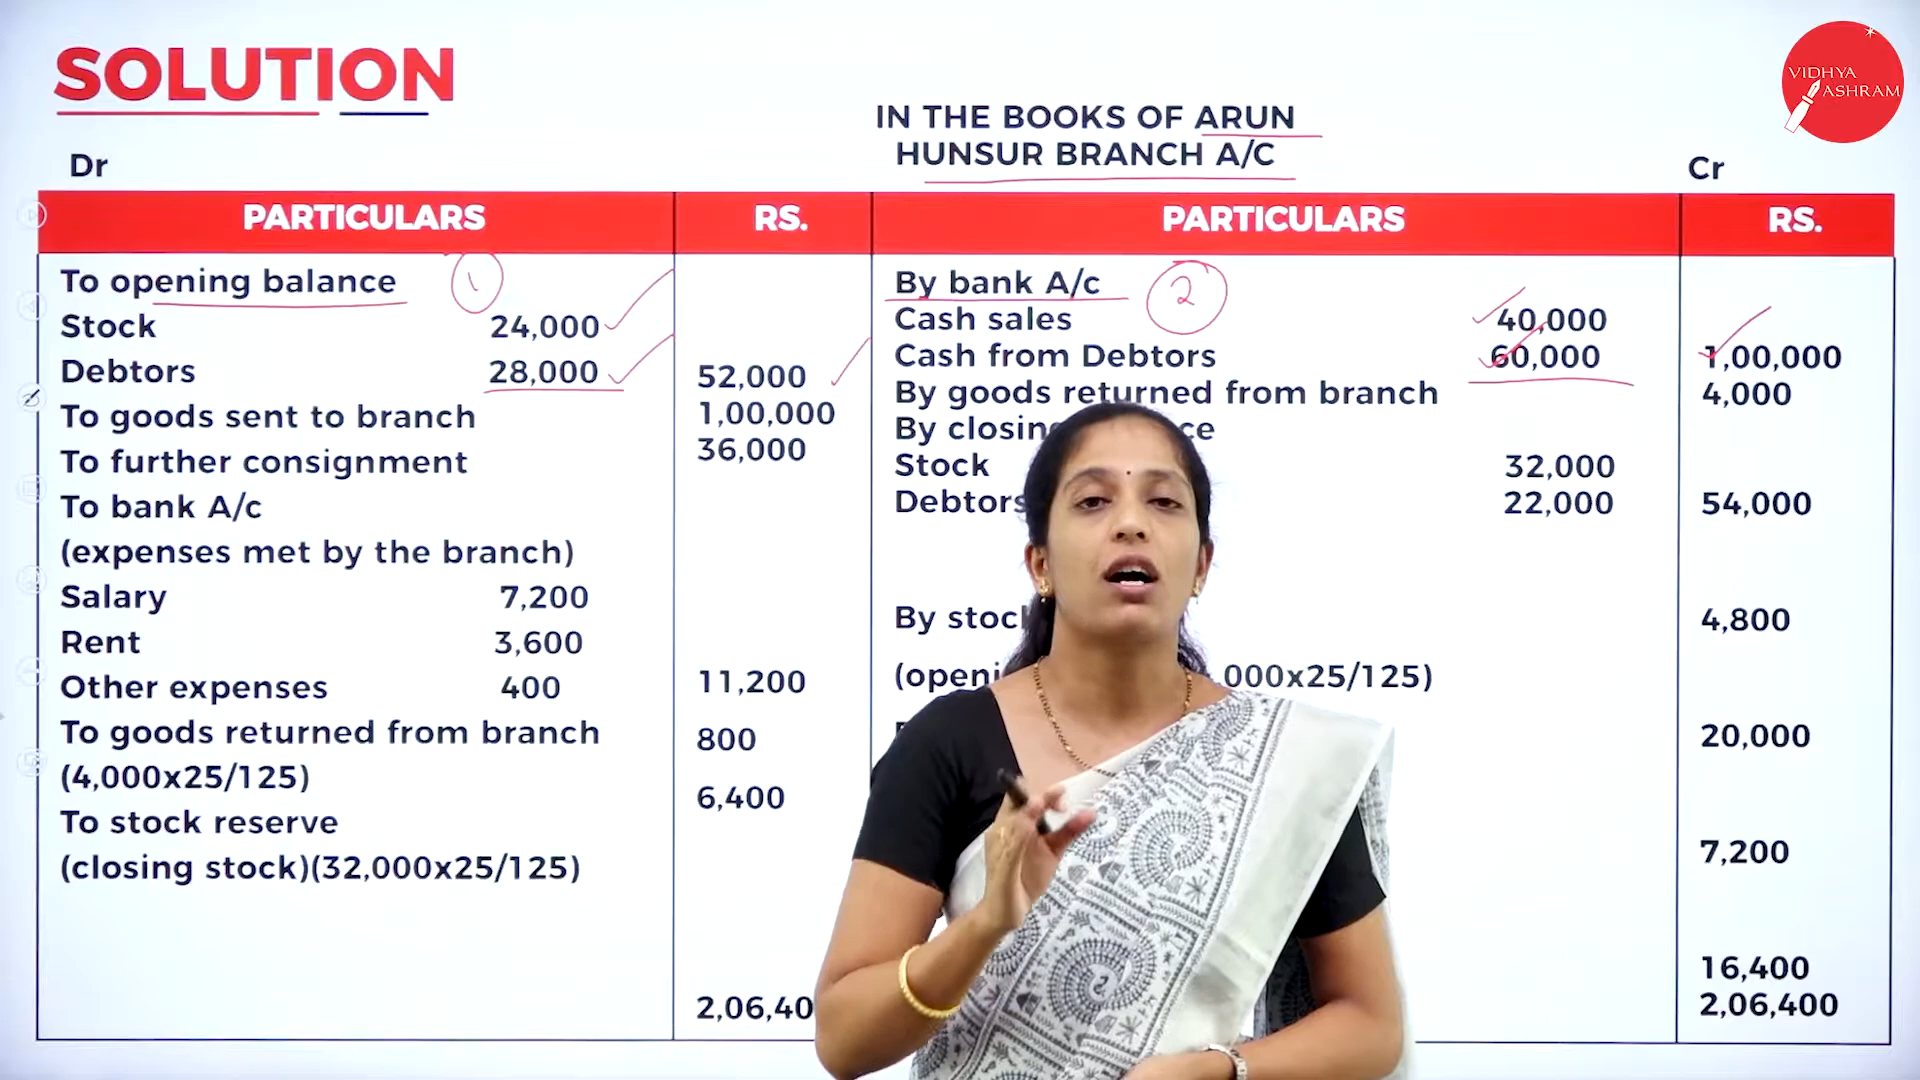 SOLUTION
VIDHYA
ASHRAM
IN THE BOOKS OF ARUN
HUNSUR BRANCH A/C
Dr
Cr
PARTICULARS RS. PARTICULARS RS.
To opening balance 1
Stock 24,000
Debtors 28,000 52,000
To goods sent to branch 1,00,000
To further consignment 36,000
To bank A/c
(expenses met by the branch)
Salary 7,200
Rent 3,600
Other expenses 400 11,200
To goods returned from branch 800
(4,000x25/125)
To stock reserve 6,400
(closing stock)(32,000x25/125)
2,06,40
By bank A/c 2
Cash sales 40,000
Cash from Debtors 60,000 1,00,000
By goods returned from branch 4,000
By
Stock 32,000
Debtors 22,000 54,000
By 4,800
000x25/125)
20,000
7,200
16,400
2,06,400